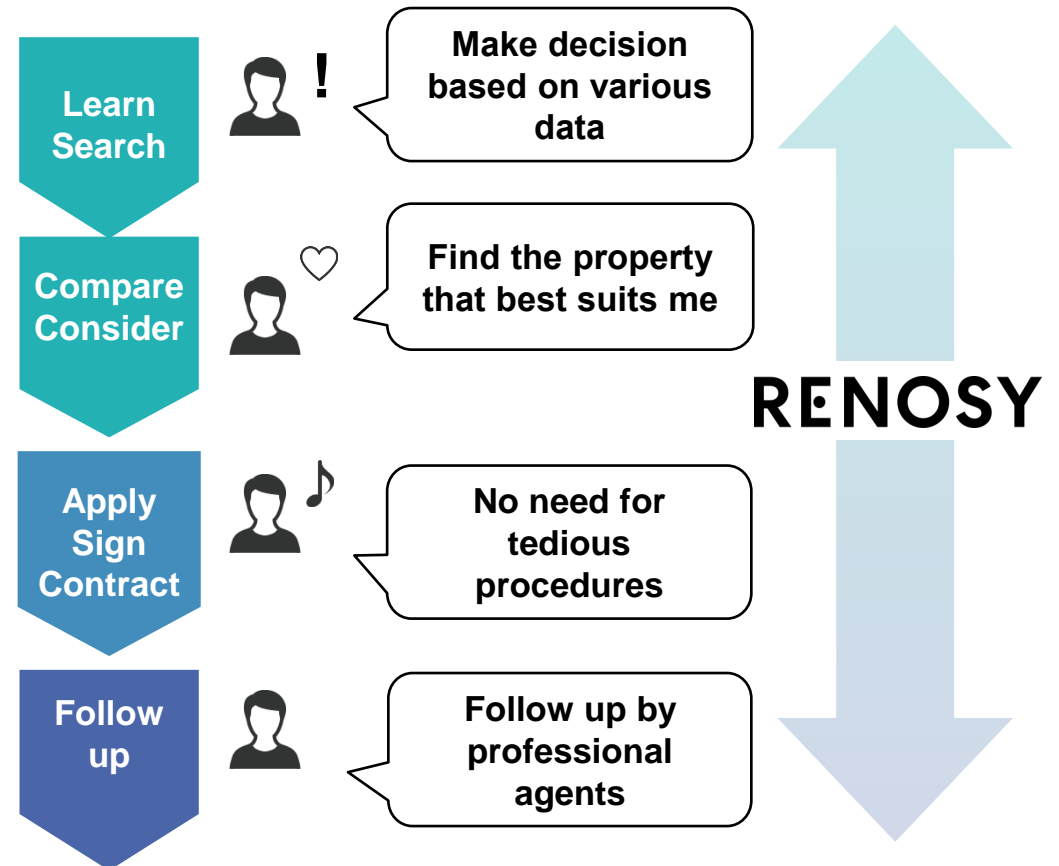 Learn
Search
!
Make decision
based on various
data
Compare
Consider
Find the property
that best suits me
RENOSY
Apply
Sign
Contract
No need for
tedious
procedures
Follow
up
Follow up by
professional
agents